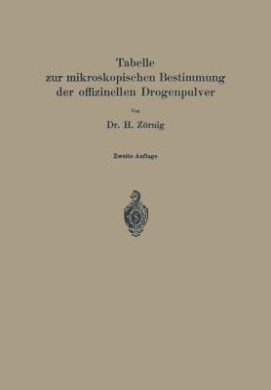 Tabelle
zur mikroskopischen Bestimmung
der offizinellen Drogenpulver
Von
Dr. H. Zörnig
Zweite Auflage